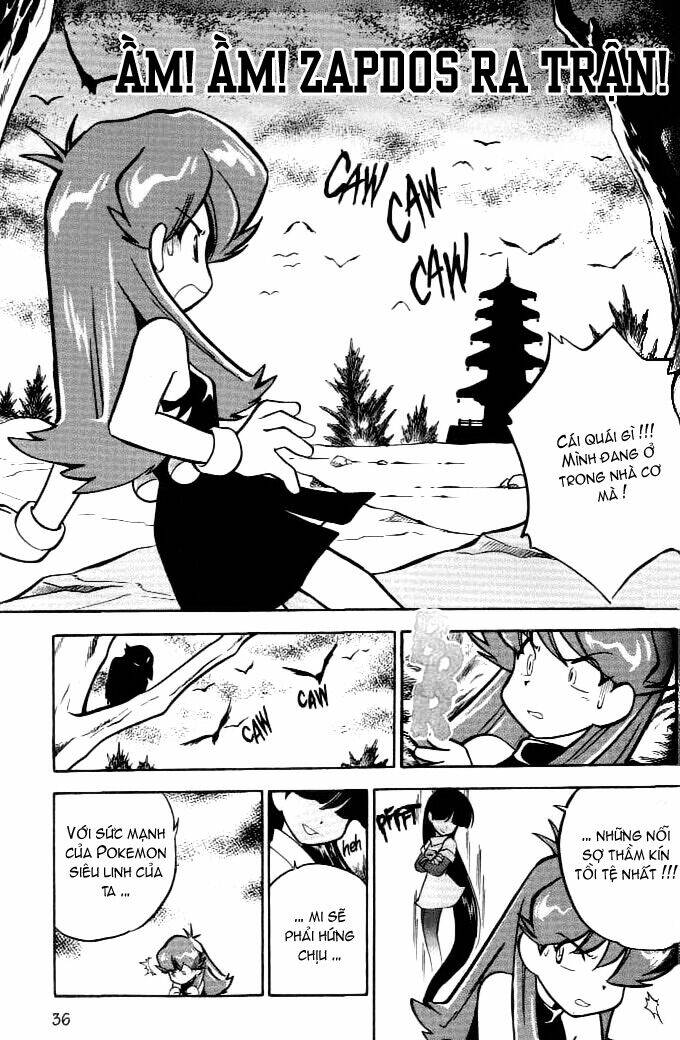 ẦM! ẦM! ZAPDOS RA TRẬN!
CAW
CAW
CAW
CÁI QUÁI GÌ !!!
MÌNH ĐANG Ở
TRONG NHÀ CƠ
MÀ !
CAW
CAW
VỚI SỨC MẠNH
CỦA POKEMON
SIÊU LINH CỦA
TA ...
heh
... MI SẼ
PHẢI HỨNG
CHỊU ...
PFFFT
... NHỮNG NỖI
SỢ THẦM KÍN
TỒI TỆ NHẤT !!!
36